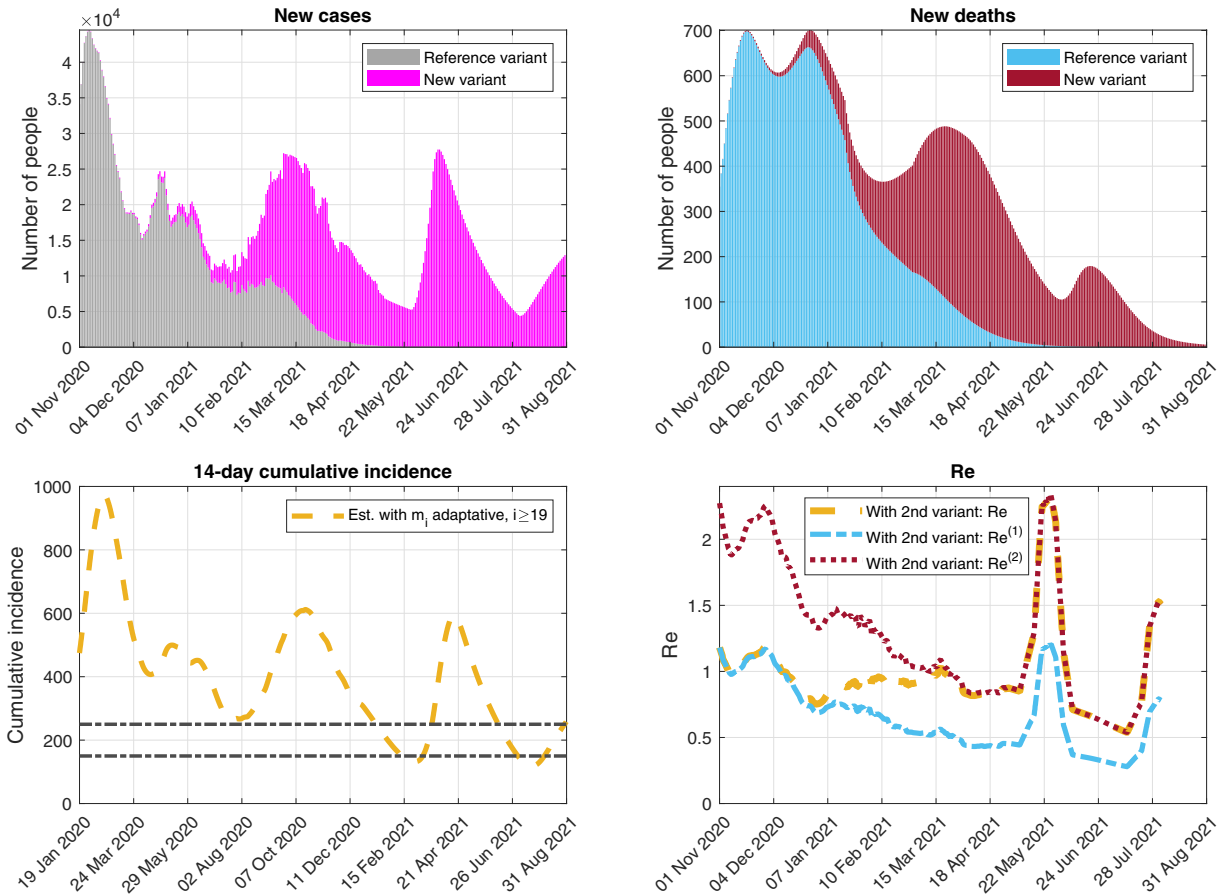 New cases
×10⁴
4
3.5
3
2.5
2
1.5
1
0.5
0
Number of people
Reference variant
New variant
01 Nov 2020
04 Dec 2020
07 Jan 2021
10 Feb 2021
15 Mar 2021
18 Apr 2021
22 May 2021
24 Jun 2021
28 Jul 2021
31 Aug 2021
New deaths
700
600
500
400
300
200
100
0
Number of people
Reference variant
New variant
01 Nov 2020
04 Dec 2020
07 Jan 2021
10 Feb 2021
15 Mar 2021
18 Apr 2021
22 May 2021
24 Jun 2021
28 Jul 2021
31 Aug 2021
14-day cumulative incidence
1000
800
600
400
200
0
Cumulative incidence
Est. with m_i adaptative, i≥19
19 Jan 2020
24 Mar 2020
29 May 2020
02 Aug 2020
07 Oct 2020
11 Dec 2020
15 Feb 2021
21 Apr 2021
26 Jun 2021
31 Aug 2021
Re
2
1.5
1
0.5
0
Re
With 2nd variant: Re
With 2nd variant: Re⁽¹⁾
With 2nd variant: Re⁽²⁾
01 Nov 2020
04 Dec 2020
07 Jan 2021
10 Feb 2021
15 Mar 2021
18 Apr 2021
22 May 2021
24 Jun 2021
28 Jul 2021
31 Aug 2021